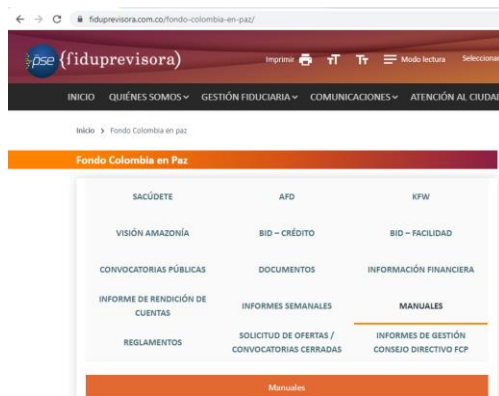 fiduprevisora.com.co/fondo-colombia-en-paz/
pse {fiduprevisora) Imprimir Modo lectura Seleccionar
INICIO QUIÉNES SOMOS GESTIÓN FIDUCIARIA COMUNICACIONES ATENCIÓN AL CIUDAD
Inicio > Fondo Colombia en paz
Fondo Colombia en Paz
SACÚDETE AFD KFW
VISIÓN AMAZONÍA BID – CRÉDITO BID – FACILIDAD
CONVOCATORIAS PÚBLICAS DOCUMENTOS INFORMACIÓN FINANCIERA
INFORME DE RENDICIÓN DE CUENTAS INFORMES SEMANALES MANUALES
REGLAMENTOS SOLICITUD DE OFERTAS / CONVOCATORIAS CERRADAS INFORMES DE GESTIÓN CONSEJO DIRECTIVO FCP
Manuales